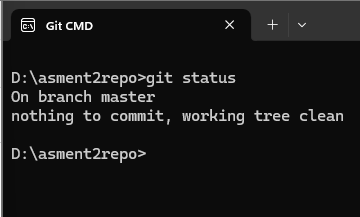 Git CMD
D:\asment2repo>git status
On branch master
nothing to commit, working tree clean
D:\asment2repo>